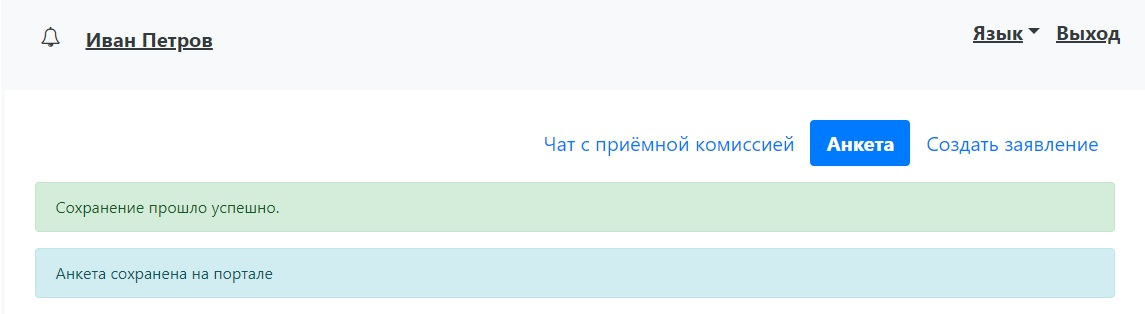 Иван Петров
Язык Выход
Чат с приёмной комиссией Анкета Создать заявление
Сохранение прошло успешно.
Анкета сохранена на портале